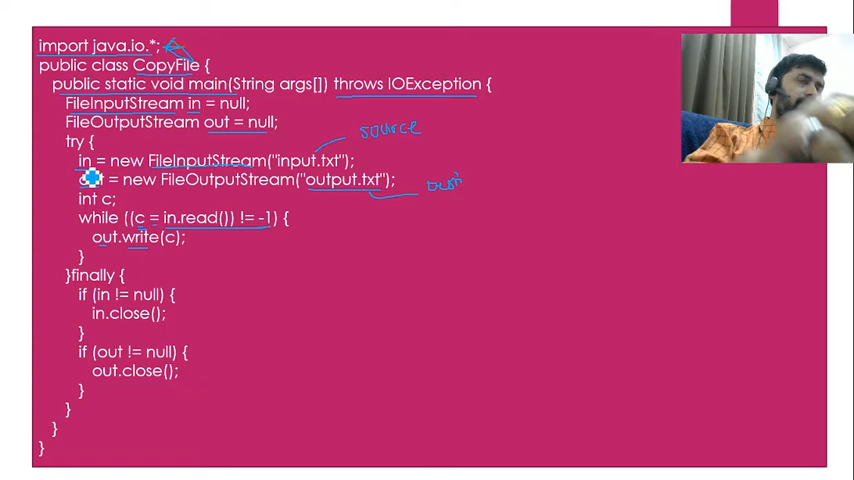 import java.io.*;
public class CopyFile {
public static void main(String args[]) throws IOException {
FileInputStream in = null;
FileOutputStream out = null;
try {
source
in = new FileInputStream("input.txt");
out = new FileOutputStream("output.txt");
int c;
while ((c = in.read()) != -1) {
out.write(c);
}
}finally {
if (in != null) {
in.close();
}
if (out != null) {
out.close();
}
}
}
}